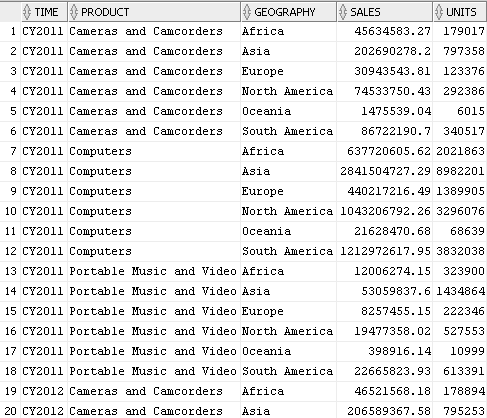 TIME PRODUCT GEOGRAPHY SALES UNITS
1 CY2011 Cameras and Camcorders Africa 45634583.27 179017
2 CY2011 Cameras and Camcorders Asia 202690278.2 797358
3 CY2011 Cameras and Camcorders Europe 30943543.81 123376
4 CY2011 Cameras and Camcorders North America 74533750.43 292386
5 CY2011 Cameras and Camcorders Oceania 1475539.04 6015
6 CY2011 Cameras and Camcorders South America 86722190.7 340517
7 CY2011 Computers Africa 637720605.62 2021863
8 CY2011 Computers Asia 2841504727.29 8982201
9 CY2011 Computers Europe 440217216.49 1389905
10 CY2011 Computers North America 1043206792.26 3296076
11 CY2011 Computers Oceania 21628470.68 68639
12 CY2011 Computers South America 1212972617.95 3832038
13 CY2011 Portable Music and Video Africa 12006274.15 323900
14 CY2011 Portable Music and Video Asia 53059837.6 1434864
15 CY2011 Portable Music and Video Europe 8257455.15 222346
16 CY2011 Portable Music and Video North America 19477358.02 527553
17 CY2011 Portable Music and Video Oceania 398916.14 10999
18 CY2011 Portable Music and Video South America 22665823.93 613391
19 CY2012 Cameras and Camcorders Africa 46521568.18 178894
20 CY2012 Cameras and Camcorders Asia 206589367.58 795253